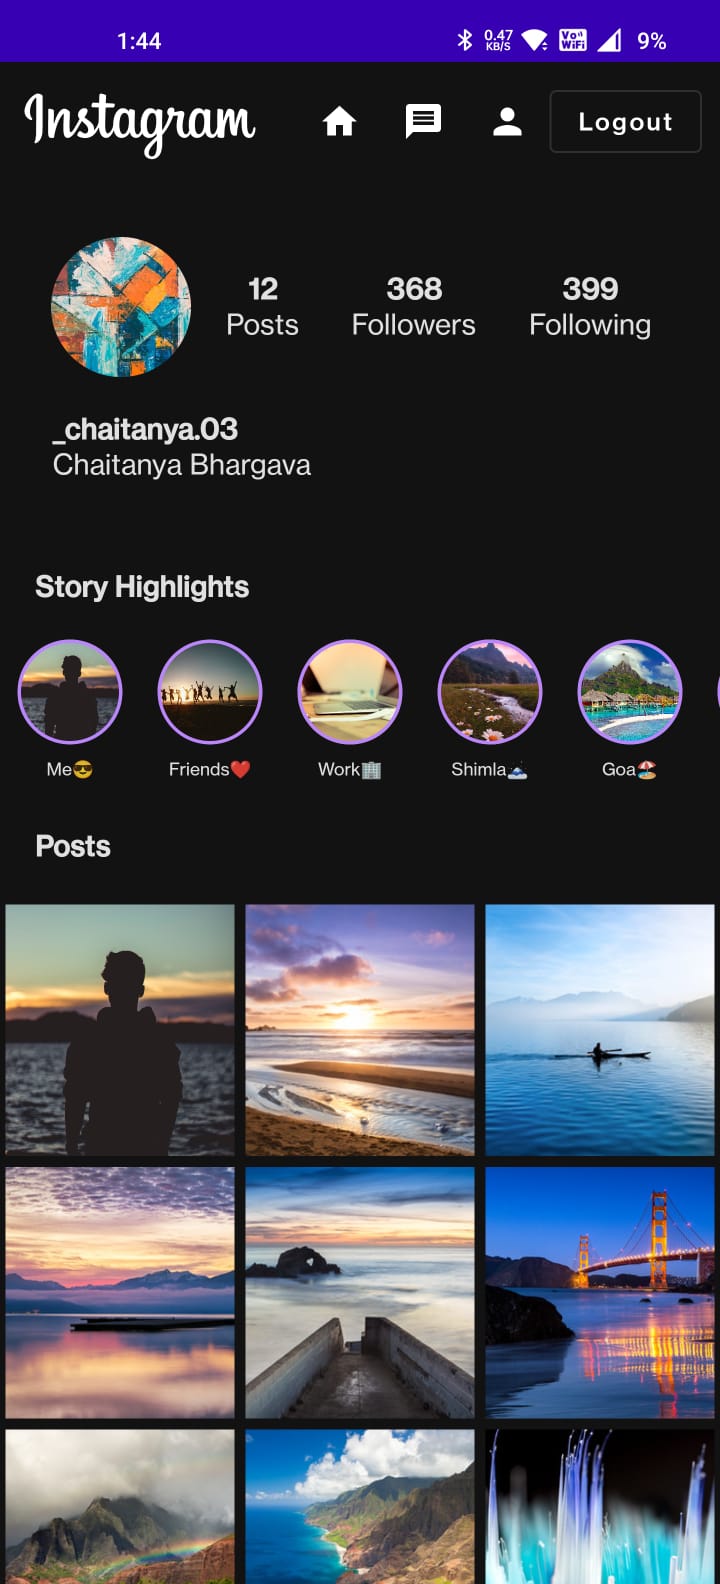 1:44 0.47 KB/S Vo WiFi 9%
Instagram Logout
12 368 399
Posts Followers Following
_chaitanya.03
Chaitanya Bhargava
Story Highlights
Me😎 Friends❤️ Work🏢 Shimla🗻 Goa🏖️
Posts